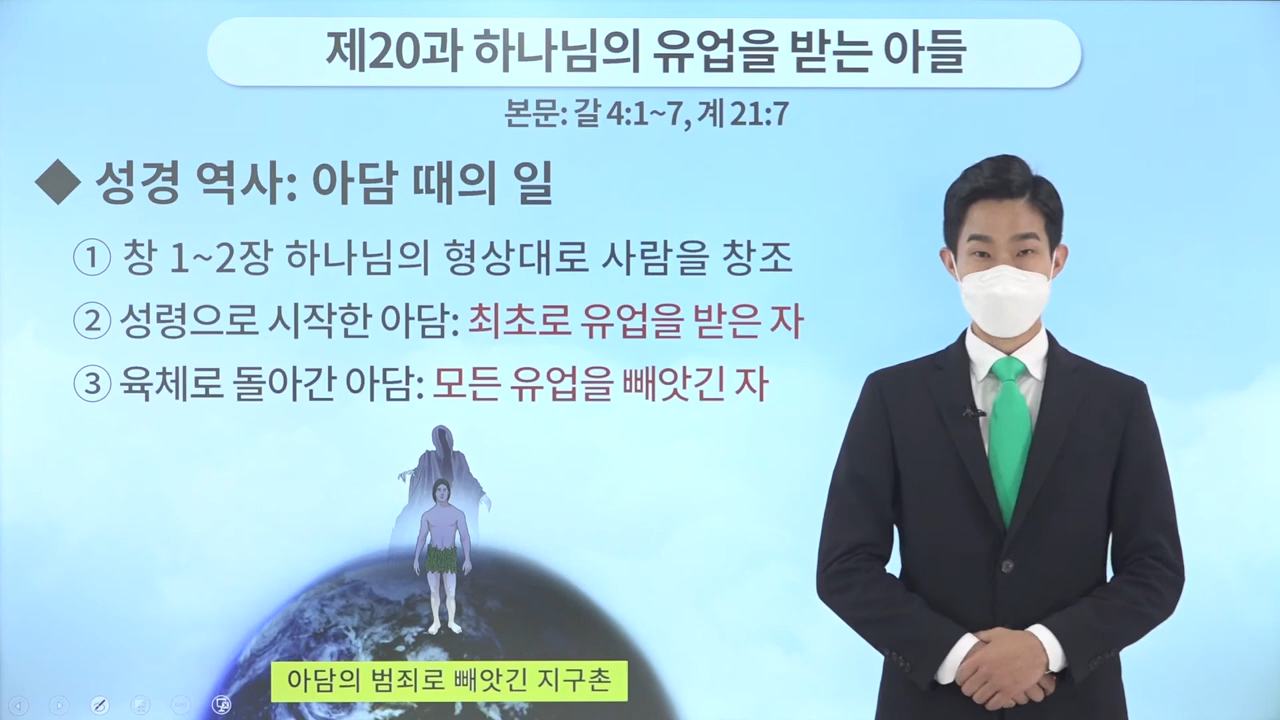 제20과 하나님의 유업을 받는 아들
본문: 갈 4:1~7, 계 21:7
◆ 성경 역사: 아담 때의 일
① 창 1~2장 하나님의 형상대로 사람을 창조
② 성령으로 시작한 아담: 최초로 유업을 받은 자
③ 육체로 돌아간 아담: 모든 유업을 빼앗긴 자
아담의 범죄로 빼앗긴 지구촌